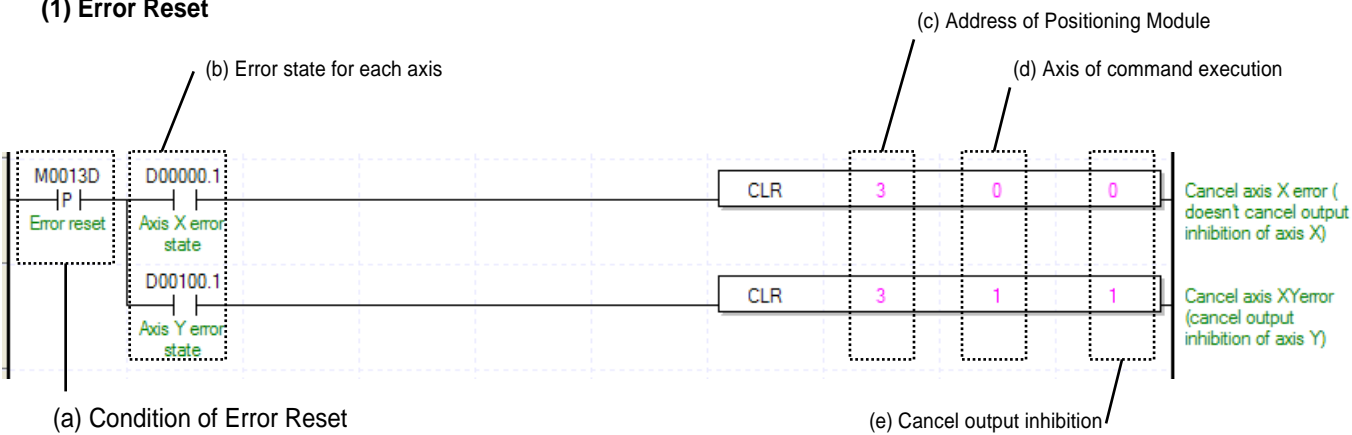 (1) Error Reset
(c) Address of Positioning Module
(b) Error state for each axis
(d) Axis of command execution
M0013D
P
Error reset
D00000.1
Axis X error
state
CLR 3 0 0
Cancel axis X error (
doesn't cancel output
inhibition of axis X)
D00100.1
Axis Y error
state
CLR 3 1 1
Cancel axis XYerror
(cancel output
inhibition of axis Y)
(a) Condition of Error Reset
(e) Cancel output inhibition